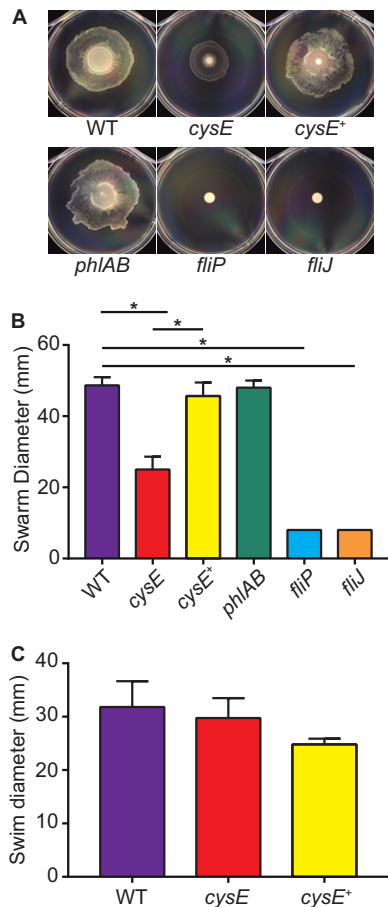 A
WT cysE cysE+
phlAB fliP fliJ
B
*
*
*
*
Swarm Diameter (mm)
60
40
20
0
WT cysE cysE+ phlAB fliP fliJ
C
Swim diameter (mm)
40
30
20
10
0
WT cysE cysE+